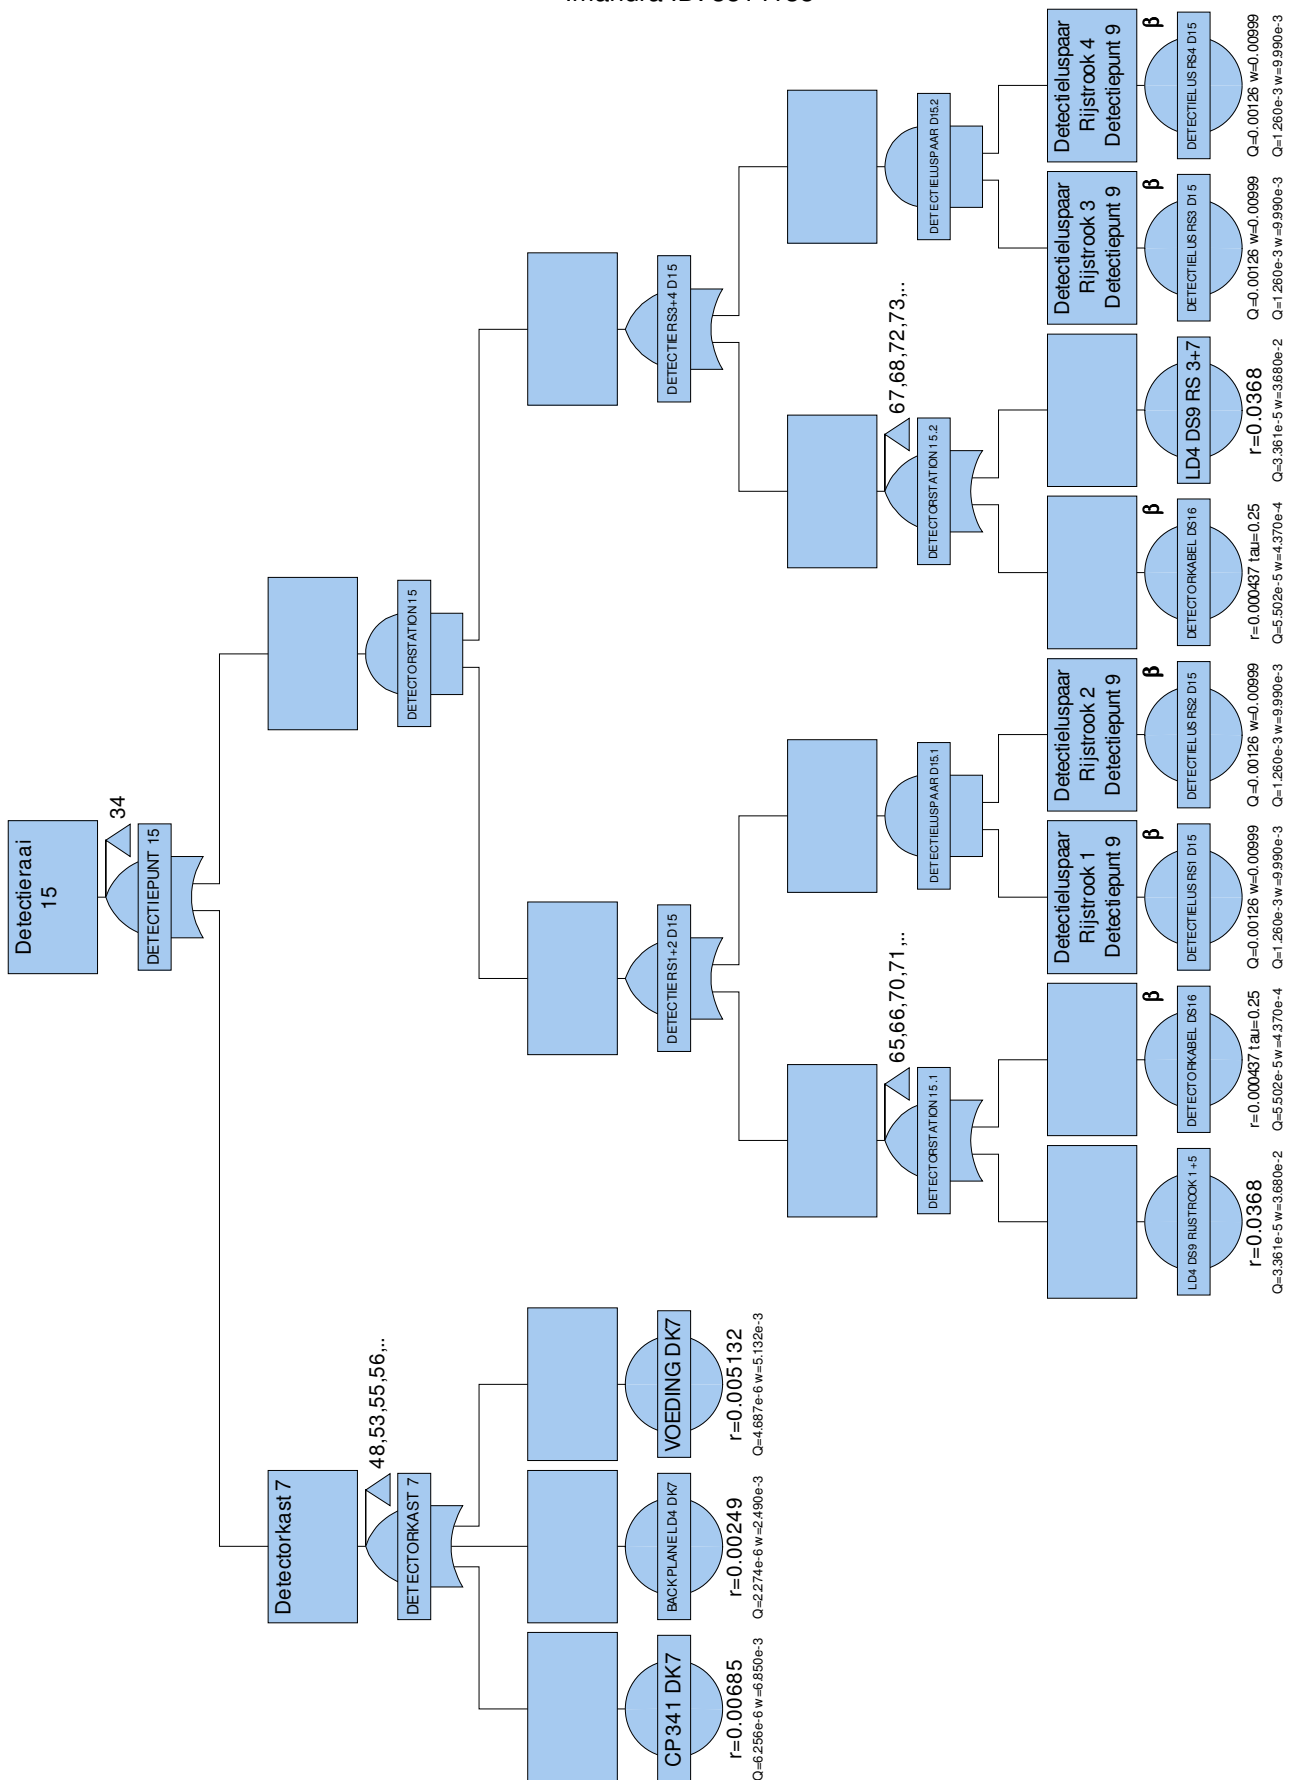 Detectieraai
15
34
DETECTIEPUNT 15
Detectorkast 7
48,53,55,56,..
DETECTORKAST 7
DETECTORSTATION 15
CP341 DK7
r=0.00685
Q=6.256e-6 w=6.850e-3
BACKPLANE LD4 DK7
r=0.00249
Q=2.274e-6 w=2.490e-3
VOEDING DK7
r=0.005132
Q=4.687e-6 w=5.132e-3
DETECTIE RS1+2 D15
DETECTIE RS3+4 D15
65,66,70,71,..
DETECTORSTATION 15.1
DETECTIELUSPAAR D15.1
67,68,72,73,..
DETECTORSTATION 15.2
DETECTIELUSPAAR D15.2
LD4 DS9 RIJSTROOK 1+5
r=0.0368
Q=3.361e-5 w=3.680e-2
β
DETECTORKABEL DS16
r=0.000437 tau=0.25
Q=5.502e-5 w=4.370e-4
Detectieluspaar
Rijstrook 1
Detectiepunt 9
β
DETECTIELUS RS1 D15
Q=0.00126 w=0.00999
Q=1.260e-3 w=9.990e-3
Detectieluspaar
Rijstrook 2
Detectiepunt 9
β
DETECTIELUS RS2 D15
Q=0.00126 w=0.00999
Q=1.260e-3 w=9.990e-3
β
DETECTORKABEL DS16
r=0.000437 tau=0.25
Q=5.502e-5 w=4.370e-4
LD4 DS9 RS 3+7
r=0.0368
Q=3.361e-5 w=3.680e-2
Detectieluspaar
Rijstrook 3
Detectiepunt 9
β
DETECTIELUS RS3 D15
Q=0.00126 w=0.00999
Q=1.260e-3 w=9.990e-3
Detectieluspaar
Rijstrook 4
Detectiepunt 9
β
DETECTIELUS RS4 D15
Q=0.00126 w=0.00999
Q=1.260e-3 w=9.990e-3